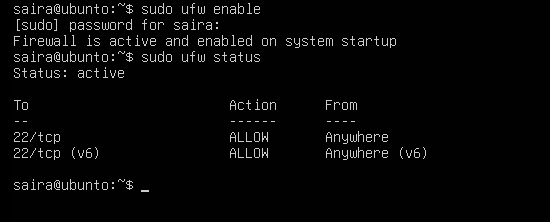 saira@ubunto:~$ sudo ufw enable
[sudo] password for saira:
Firewall is active and enabled on system startup
saira@ubunto:~$ sudo ufw status
Status: active
To Action From
-- ------ ----
22/tcp ALLOW Anywhere
22/tcp (v6) ALLOW Anywhere (v6)
saira@ubunto:~$ _